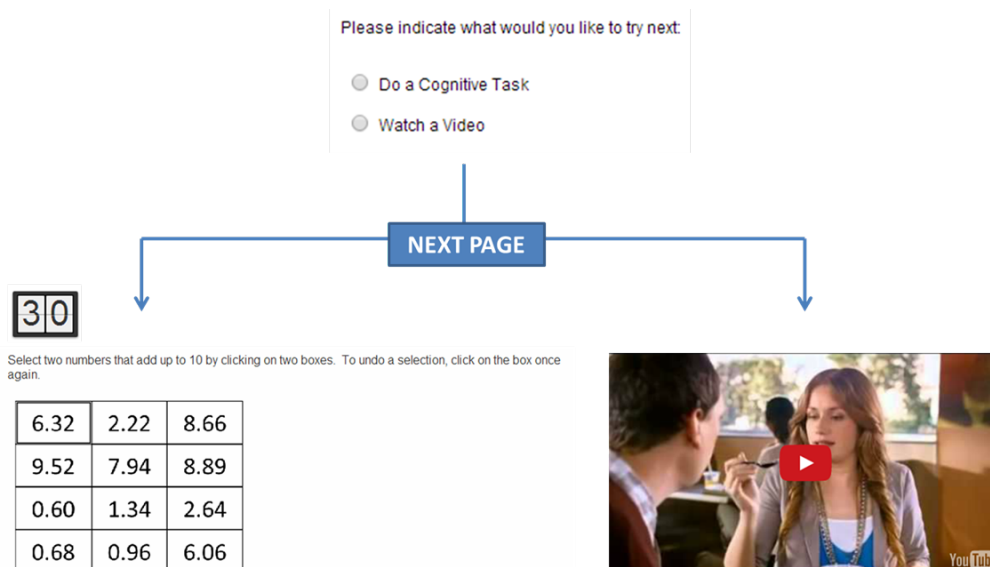 Please indicate what would you like to try next:
Do a Cognitive Task
Watch a Video
NEXT PAGE
30
Select two numbers that add up to 10 by clicking on two boxes. To undo a selection, click on the box once
again.
6.32 2.22 8.66
9.52 7.94 8.89
0.60 1.34 2.64
0.68 0.96 6.06
YouTub